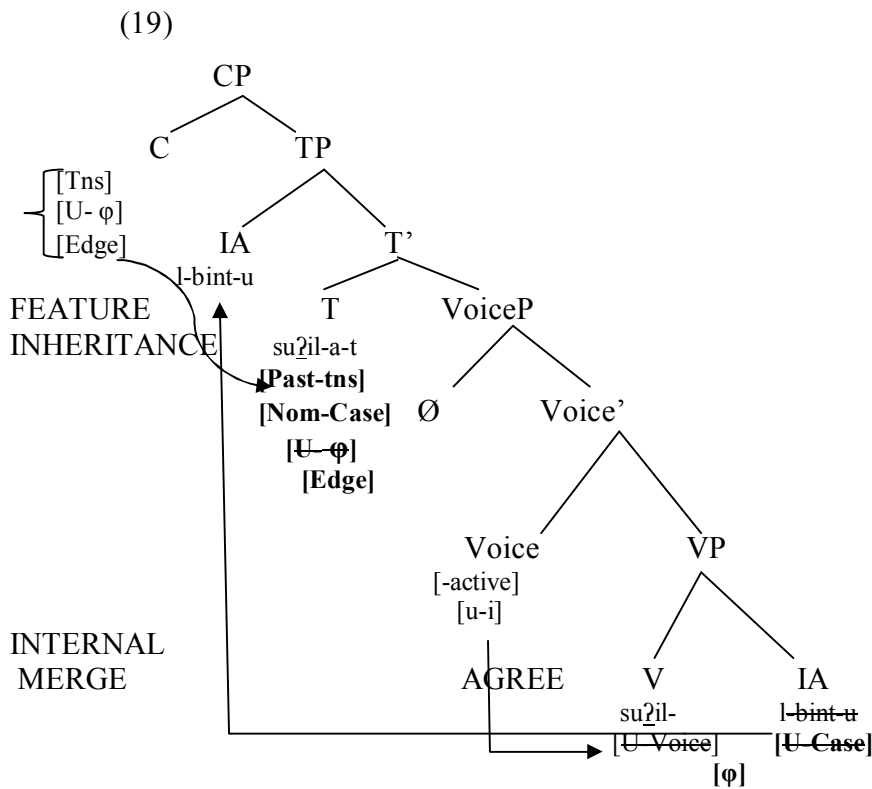 (19)
CP
C TP
[Tns]
[U- φ]
[Edge]
IA T’
l-bint-u
T VoiceP
FEATURE
INHERITANCE
suʔil-a-t
[Past-tns]
[Nom-Case] Ø Voice’
[U- φ]
[Edge]
Voice VP
[-active]
[u-i]
INTERNAL
MERGE AGREE V IA
suʔil- l-bint-u
[U-Voice] [U-Case]
[φ]